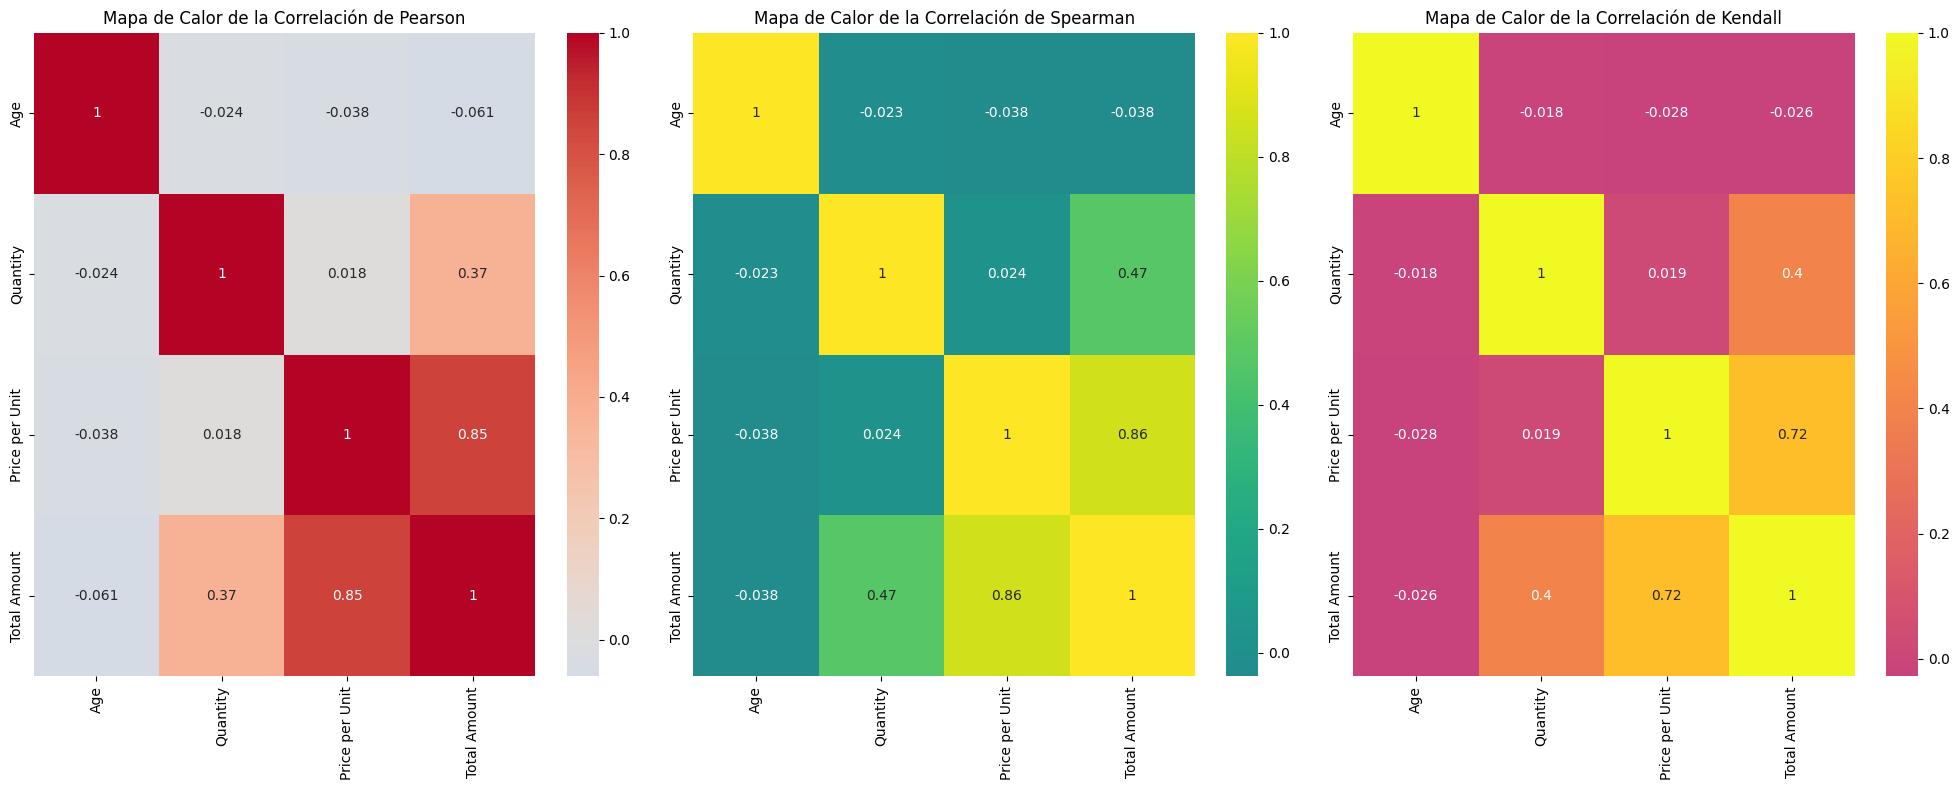 Mapa de Calor de la Correlación de Pearson
Age
Quantity
Price per Unit
Total Amount
1 -0.024 -0.038 -0.061
-0.024 1 0.018 0.37
-0.038 0.018 1 0.85
-0.061 0.37 0.85 1
Age Quantity Price per Unit Total Amount
1.0
0.8
0.6
0.4
0.2
0.0
Mapa de Calor de la Correlación de Spearman
Age
Quantity
Price per Unit
Total Amount
1 -0.023 -0.038 -0.038
-0.023 1 0.024 0.47
-0.038 0.024 1 0.86
-0.038 0.47 0.86 1
Age Quantity Price per Unit Total Amount
1.0
0.8
0.6
0.4
0.2
0.0
Mapa de Calor de la Correlación de Kendall
Age
Quantity
Price per Unit
Total Amount
1 -0.018 -0.028 -0.026
-0.018 1 0.019 0.4
-0.028 0.019 1 0.72
-0.026 0.4 0.72 1
Age Quantity Price per Unit Total Amount
1.0
0.8
0.6
0.4
0.2
0.0